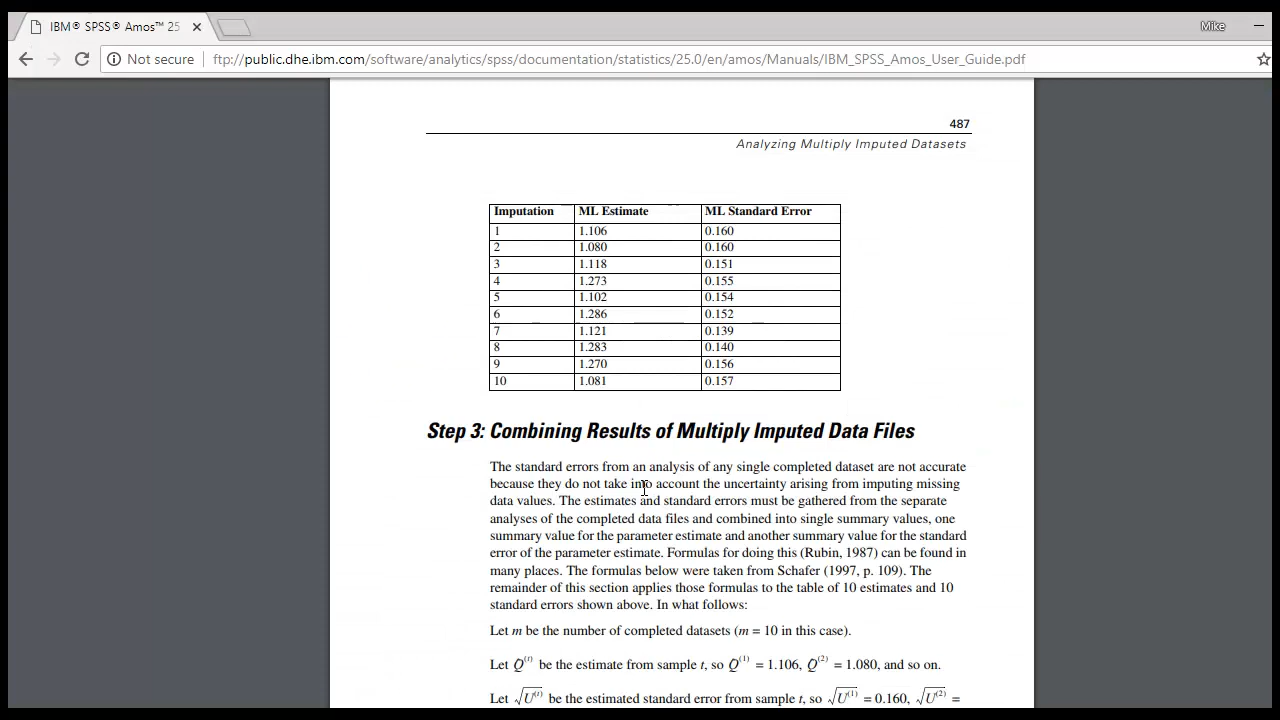 IBM® SPSS® Amos™ 25
Mike
Not secure ftp://public.dhe.ibm.com/software/analytics/spss/documentation/statistics/25.0/en/amos/Manuals/IBM_SPSS_Amos_User_Guide.pdf
487
Analyzing Multiply Imputed Datasets
Imputation ML Estimate ML Standard Error
1 1.106 0.160
2 1.080 0.160
3 1.118 0.151
4 1.273 0.155
5 1.102 0.154
6 1.286 0.152
7 1.121 0.139
8 1.283 0.140
9 1.270 0.156
10 1.081 0.157
Step 3: Combining Results of Multiply Imputed Data Files
The standard errors from an analysis of any single completed dataset are not accurate
because they do not take into account the uncertainty arising from imputing missing
data values. The estimates and standard errors must be gathered from the separate
analyses of the completed data files and combined into single summary values, one
summary value for the parameter estimate and another summary value for the standard
error of the parameter estimate. Formulas for doing this (Rubin, 1987) can be found in
many places. The formulas below were taken from Schafer (1997, p. 109). The
remainder of this section applies those formulas to the table of 10 estimates and 10
standard errors shown above. In what follows:
Let m be the number of completed datasets (m = 10 in this case).
Let Q̂⁽ᵗ⁾ be the estimate from sample t, so Q̂⁽¹⁾ = 1.106, Q̂⁽²⁾ = 1.080, and so on.
Let √U⁽ᵗ⁾ be the estimated standard error from sample t, so √U⁽¹⁾ = 0.160, √U⁽²⁾ =